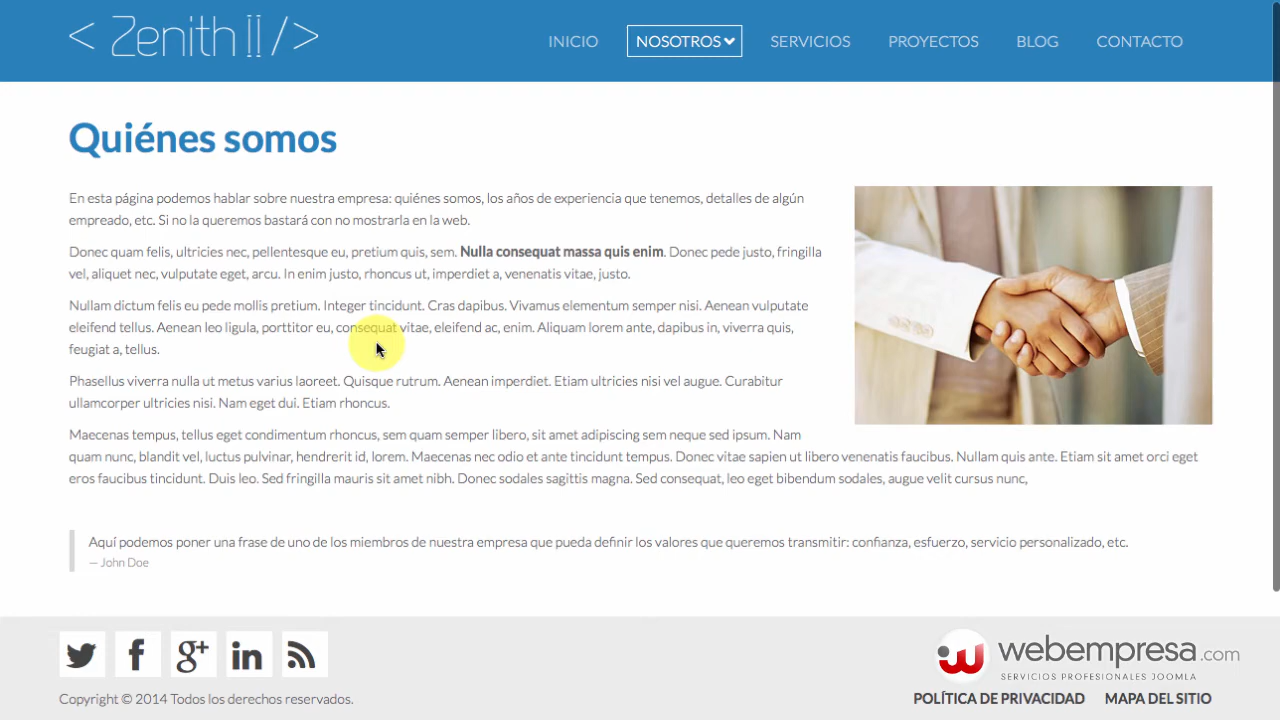 < Zenith !! />
INICIO
NOSOTROS
SERVICIOS
PROYECTOS
BLOG
CONTACTO
Quiénes somos
En esta página podemos hablar sobre nuestra empresa: quiénes somos, los años de experiencia que tenemos, detalles de algún
empreado, etc. Si no la queremos bastará con no mostrarla en la web.
Donec quam felis, ultricies nec, pellentesque eu, pretium quis, sem. Nulla consequat massa quis enim. Donec pede justo, fringilla
vel, aliquet nec, vulputate eget, arcu. In enim justo, rhoncus ut, imperdiet a, venenatis vitae, justo.
Nullam dictum felis eu pede mollis pretium. Integer tincidunt. Cras dapibus. Vivamus elementum semper nisi. Aenean vulputate
eleifend tellus. Aenean leo ligula, porttitor eu, consequat vitae, eleifend ac, enim. Aliquam lorem ante, dapibus in, viverra quis,
feugiat a, tellus.
Phasellus viverra nulla ut metus varius laoreet. Quisque rutrum. Aenean imperdiet. Etiam ultricies nisi vel augue. Curabitur
ullamcorper ultricies nisi. Nam eget dui. Etiam rhoncus.
Maecenas tempus, tellus eget condimentum rhoncus, sem quam semper libero, sit amet adipiscing sem neque sed ipsum. Nam
quam nunc, blandit vel, luctus pulvinar, hendrerit id, lorem. Maecenas nec odio et ante tincidunt tempus. Donec vitae sapien ut libero venenatis faucibus. Nullam quis ante. Etiam sit amet orci eget
eros faucibus tincidunt. Duis leo. Sed fringilla mauris sit amet nibh. Donec sodales sagittis magna. Sed consequat, leo eget bibendum sodales, augue velit cursus nunc,
Aquí podemos poner una frase de uno de los miembros de nuestra empresa que pueda definir los valores que queremos transmitir: confianza, esfuerzo, servicio personalizado, etc.
— John Doe
webempresa.com
SERVICIOS PROFESIONALES JOOMLA
Copyright © 2014 Todos los derechos reservados.
POLÍTICA DE PRIVACIDAD
MAPA DEL SITIO